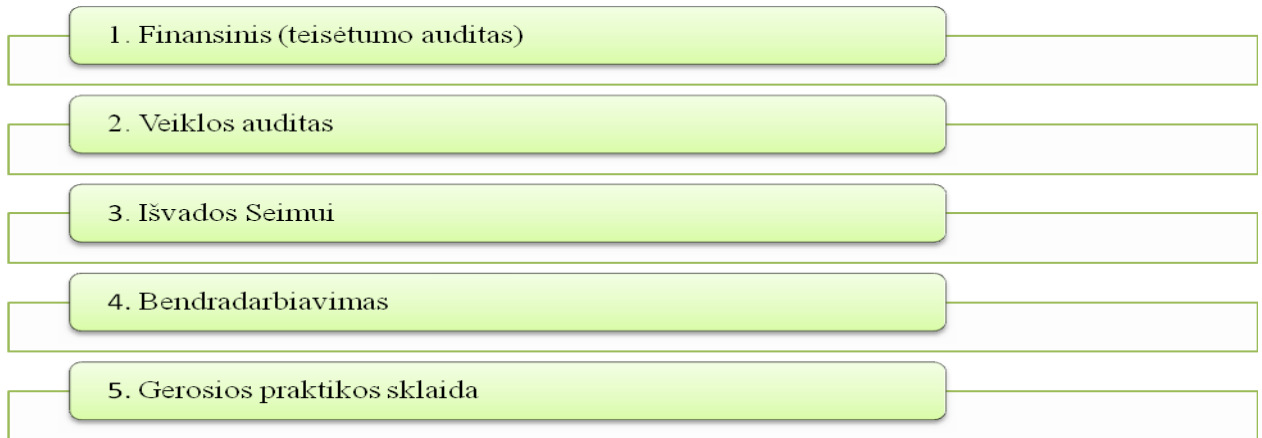 1. Finansinis (teisėtumo auditas)
2. Veiklos auditas
3. Išvados Seimui
4. Bendradarbiavimas
5. Gerosios praktikos sklaida